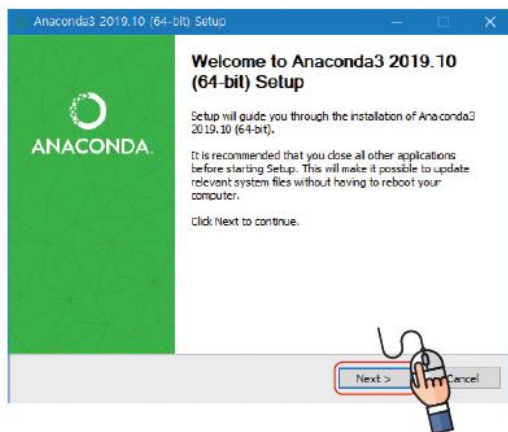 Anaconda3 2019.10 (64-bit) Setup
ANACONDA.
Welcome to Anaconda3 2019.10
(64-bit) Setup
Setup will guide you through the installation of Anaconda3
2019.10 (64-bit).
It is recommended that you close all other applications
before starting Setup. This will make it possible to update
relevant system files without having to reboot your
computer.
Click Next to continue.
Next >
Cancel